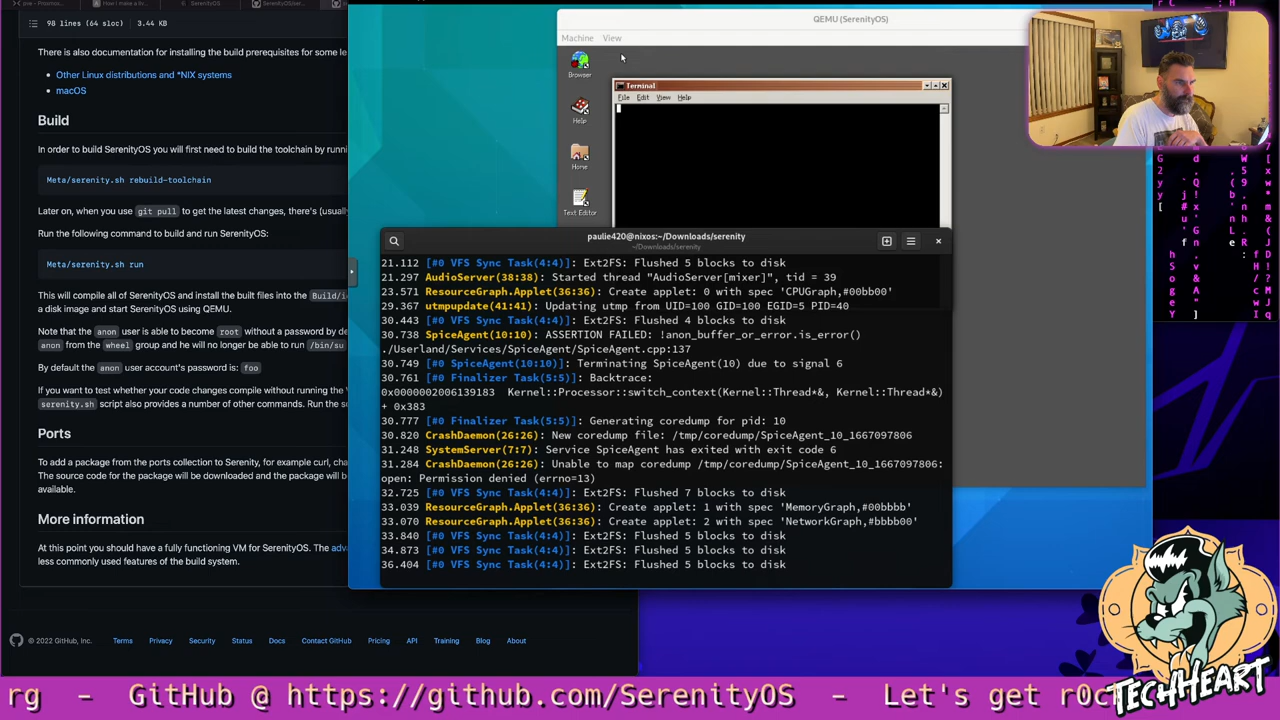 98 lines (64 sloc)
3.44 KB
There is also documentation for installing the build prerequisites for some le
Other Linux distributions and *NIX systems
macOS
Build
In order to build SerenityOS you will first need to build the toolchain by runni
Meta/serenity.sh rebuild-toolchain
Later on, when you use git pull to get the latest changes, there's (usually
Run the following command to build and run SerenityOS:
Meta/serenity.sh run
This will compile all of SerenityOS and install the built files into the Build/i
a disk image and start SerenityOS using QEMU.
Note that the anon user is able to become root without a password by de
anon from the wheel group and he will no longer be able to run /bin/su
By default the anon user account's password is: foo
If you want to test whether your code changes compile without running the V
serenity.sh script also provides a number of other commands. Run the sc
Ports
To add a package from the ports collection to Serenity, for example curl, cha
The source code for the package will be downloaded and the package will b
available.
More information
At this point you should have a fully functioning VM for SerenityOS. The adva
less commonly used features of the build system.
© 2022 GitHub, Inc.
Terms
Privacy
Security
Status
Docs
Contact GitHub
Pricing
API
Training
Blog
About
QEMU (SerenityOS)
Machine View
Browser
Help
Home
Text Editor
Terminal
File Edit View Help
paulie420@nixos:~/Downloads/serenity
~/Downloads/serenity
21.112 [#0 VFS Sync Task(4:4)]: Ext2FS: Flushed 5 blocks to disk
21.297 AudioServer(38:38): Started thread "AudioServer[mixer]", tid = 39
23.571 ResourceGraph.Applet(36:36): Create applet: 0 with spec 'CPUGraph,#00bb00'
29.367 utmpupdate(41:41): Updating utmp from UID=100 GID=100 EGID=5 PID=40
30.443 [#0 VFS Sync Task(4:4)]: Ext2FS: Flushed 4 blocks to disk
30.738 SpiceAgent(10:10): ASSERTION FAILED: !anon_buffer_or_error.is_error()
./Userland/Services/SpiceAgent/SpiceAgent.cpp:137
30.749 [#0 SpiceAgent(10:10)]: Terminating SpiceAgent(10) due to signal 6
30.761 [#0 Finalizer Task(5:5)]: Backtrace:
0x0000002006139183 Kernel::Processor::switch_context(Kernel::Thread*&, Kernel::Thread*&)
+ 0x383
30.777 [#0 Finalizer Task(5:5)]: Generating coredump for pid: 10
30.820 CrashDaemon(26:26): New coredump file: /tmp/coredump/SpiceAgent_10_1667097806
31.248 SystemServer(7:7): Service SpiceAgent has exited with exit code 6
31.284 CrashDaemon(26:26): Unable to map coredump /tmp/coredump/SpiceAgent_10_1667097806:
open: Permission denied (errno=13)
32.725 [#0 VFS Sync Task(4:4)]: Ext2FS: Flushed 7 blocks to disk
33.039 ResourceGraph.Applet(36:36): Create applet: 1 with spec 'MemoryGraph,#00bbbb'
33.070 ResourceGraph.Applet(36:36): Create applet: 2 with spec 'NetworkGraph,#bbbb00'
33.840 [#0 VFS Sync Task(4:4)]: Ext2FS: Flushed 5 blocks to disk
34.873 [#0 VFS Sync Task(4:4)]: Ext2FS: Flushed 5 blocks to disk
36.404 [#0 VFS Sync Task(4:4)]: Ext2FS: Flushed 5 blocks to disk
TECHHEART
rg - GitHub @ https://github.com/SerenityOS - Let's get r0c